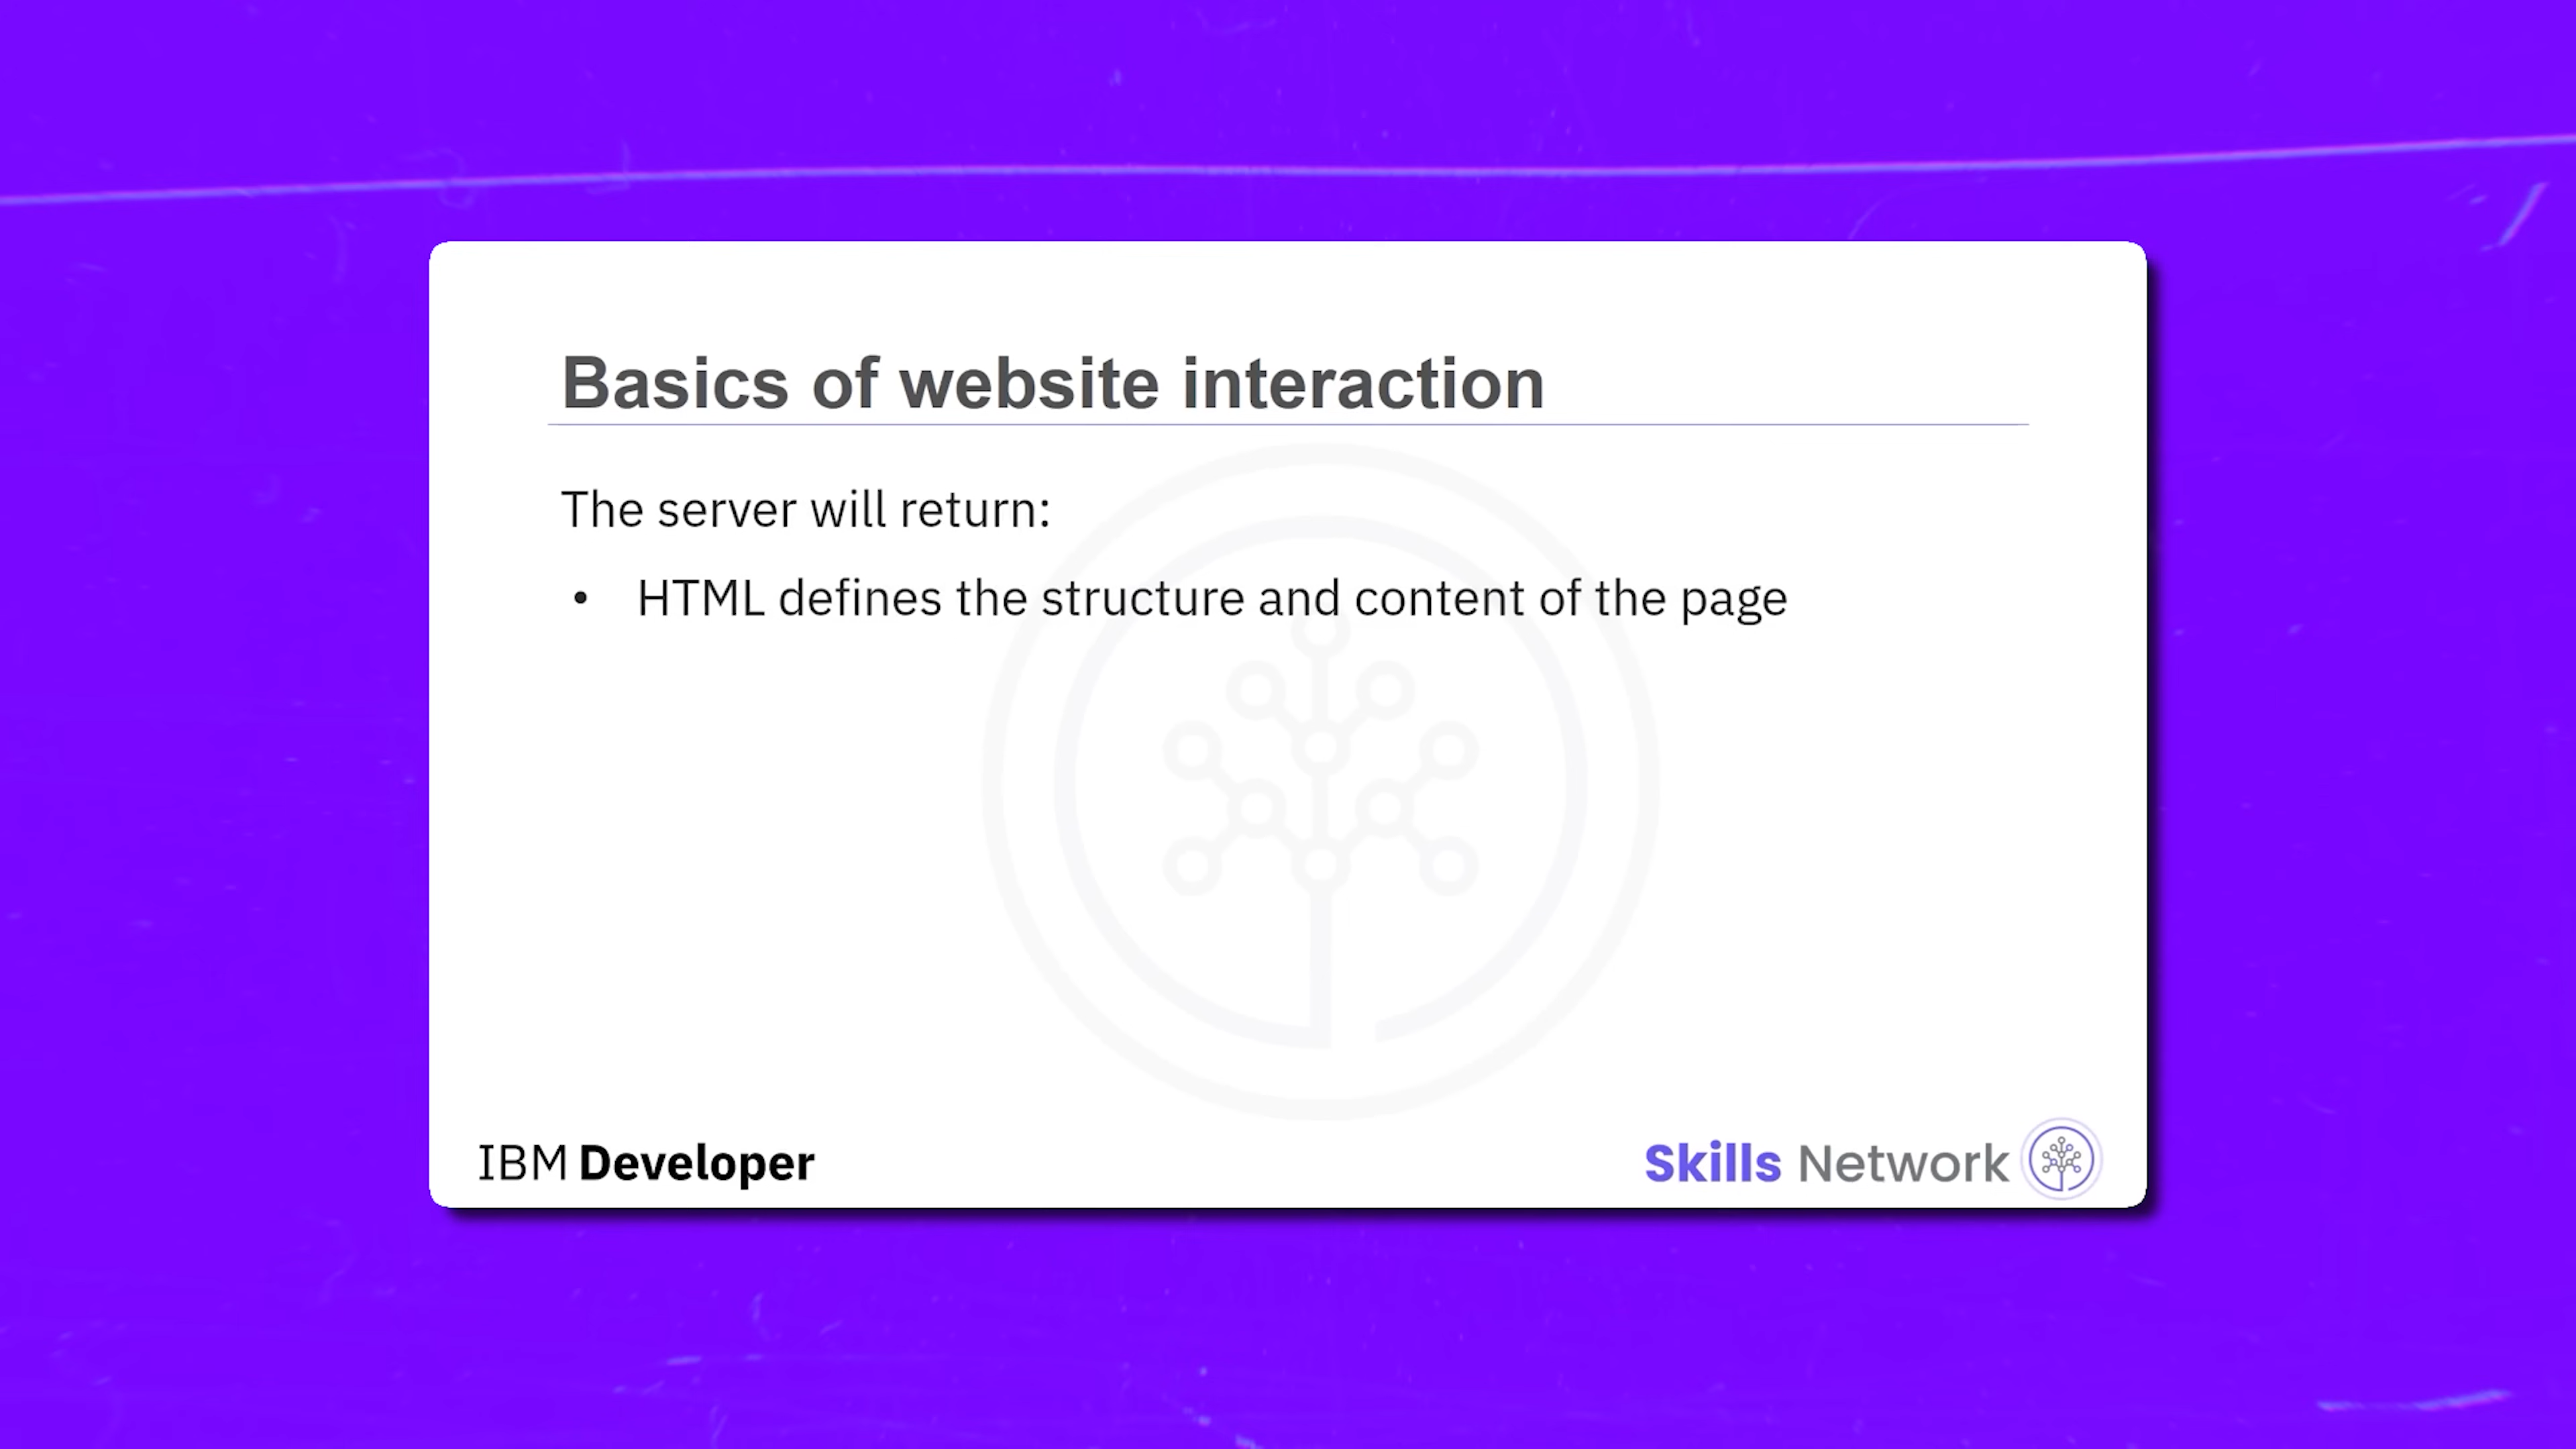 Basics of website interaction
The server will return:
• HTML defines the structure and content of the page
IBM Developer
Skills Network